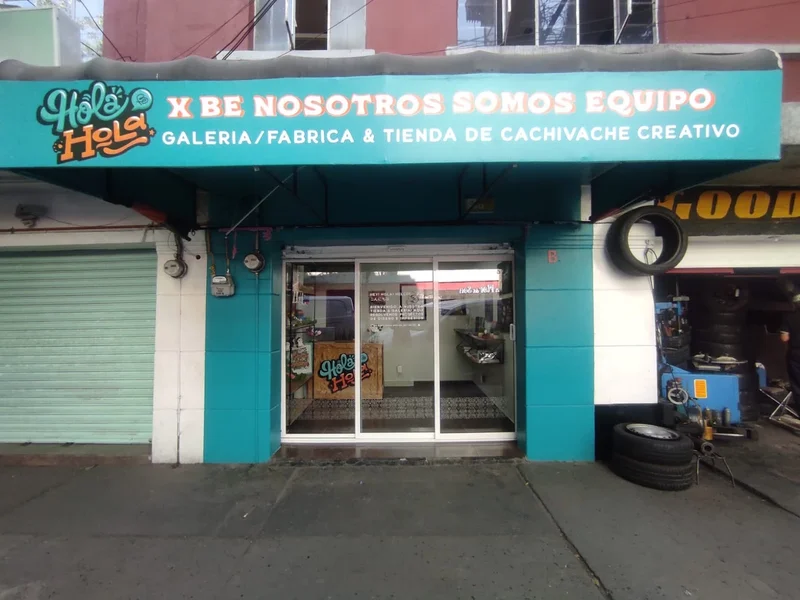 Hola
Hola
X BE NOSOTROS SOMOS EQUIPO
GALERIA/FABRICA & TIENDA DE CACHIVACHE CREATIVO
GOOD
B
Hola
Hola